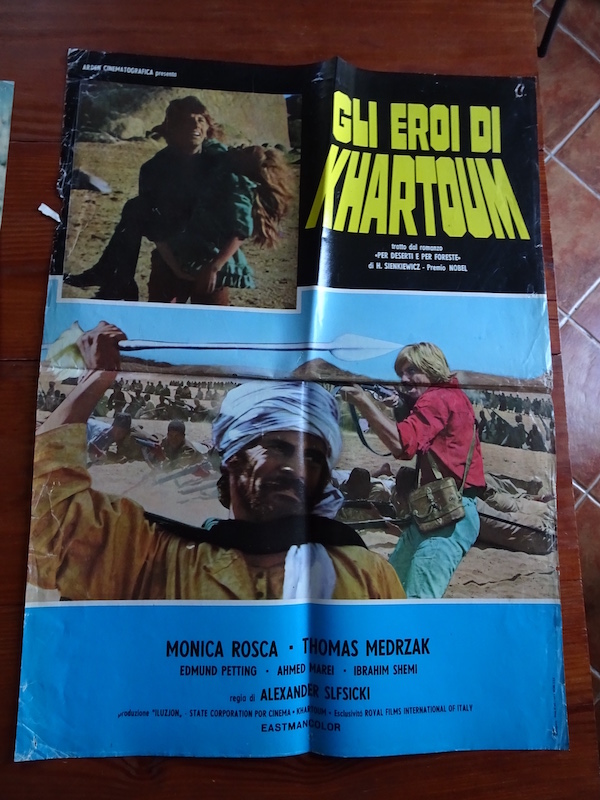 ARDEN CINEMATOGRAFICA presenta
GLI EROI DI
KHARTOUM
tratto dal romanzo
«PER DESERTI E PER FORESTE»
di H. SIENKIEWICZ - Premio NOBEL
MONICA ROSCA · THOMAS MEDRZAK
EDMUND PETTING · AHMED MAREI · IBRAHIM SHEMI
regia di ALEXANDER SLFSICKI
produzione "ILUZJON„ - STATE CORPORATION POR CINEMA - KHARTOUM - Esclusività ROYAL FILMS INTERNATIONAL OF ITALY
EASTMANCOLOR